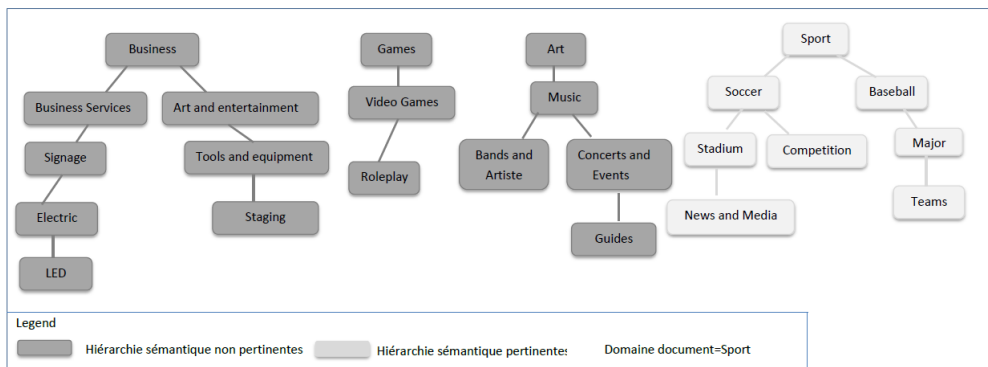 Business
Games
Art
Sport
Business Services
Art and entertainment
Video Games
Music
Soccer
Baseball
Signage
Tools and equipment
Roleplay
Bands and
Artiste
Concerts and
Events
Stadium
Competition
Major
Electric
Staging
Guides
News and Media
Teams
LED
Legend
Hiérarchie sémantique non pertinentes
Hiérarchie sémantique pertinentes
Domaine document=Sport